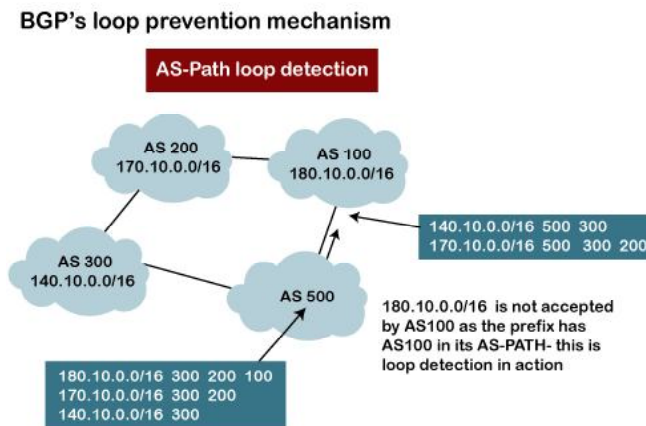 BGP's loop prevention mechanism
AS-Path loop detection
AS 200
170.10.0.0/16
AS 100
180.10.0.0/16
140.10.0.0/16 500 300
170.10.0.0/16 500 300 200
AS 300
140.10.0.0/16
AS 500
180.10.0.0/16 is not accepted
by AS100 as the prefix has
AS100 in its AS-PATH- this is
loop detection in action
180.10.0.0/16 300 200 100
170.10.0.0/16 300 200
140.10.0.0/16 300